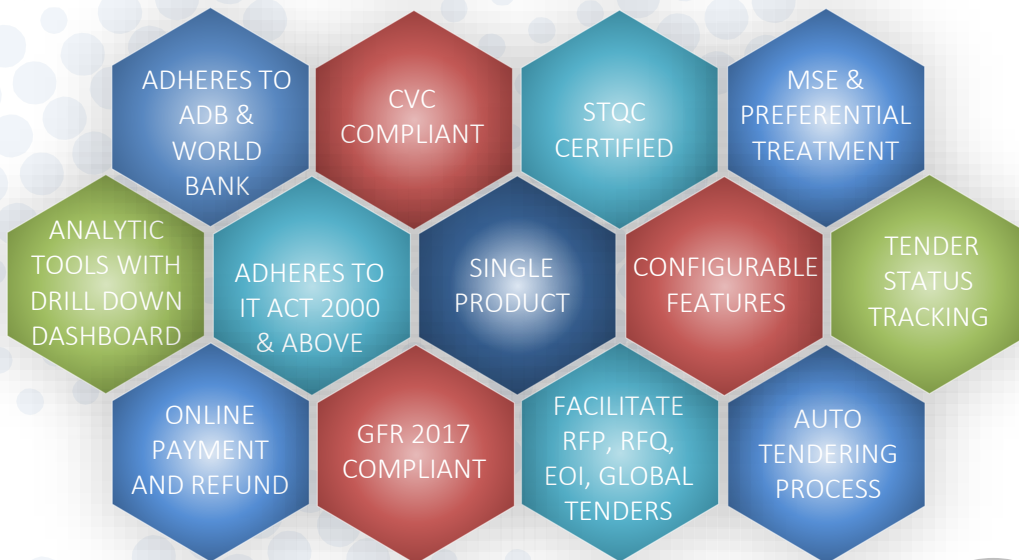 ADHERES TO
ADB &
WORLD
BANK
CVC
COMPLIANT
STQC
CERTIFIED
MSE &
PREFERENTIAL
TREATMENT
ANALYTIC
TOOLS WITH
DRILL DOWN
DASHBOARD
ADHERES TO
IT ACT 2000
& ABOVE
SINGLE
PRODUCT
CONFIGURABLE
FEATURES
TENDER
STATUS
TRACKING
ONLINE
PAYMENT
AND REFUND
GFR 2017
COMPLIANT
FACILITATE
RFP, RFQ,
EOI, GLOBAL
TENDERS
AUTO
TENDERING
PROCESS